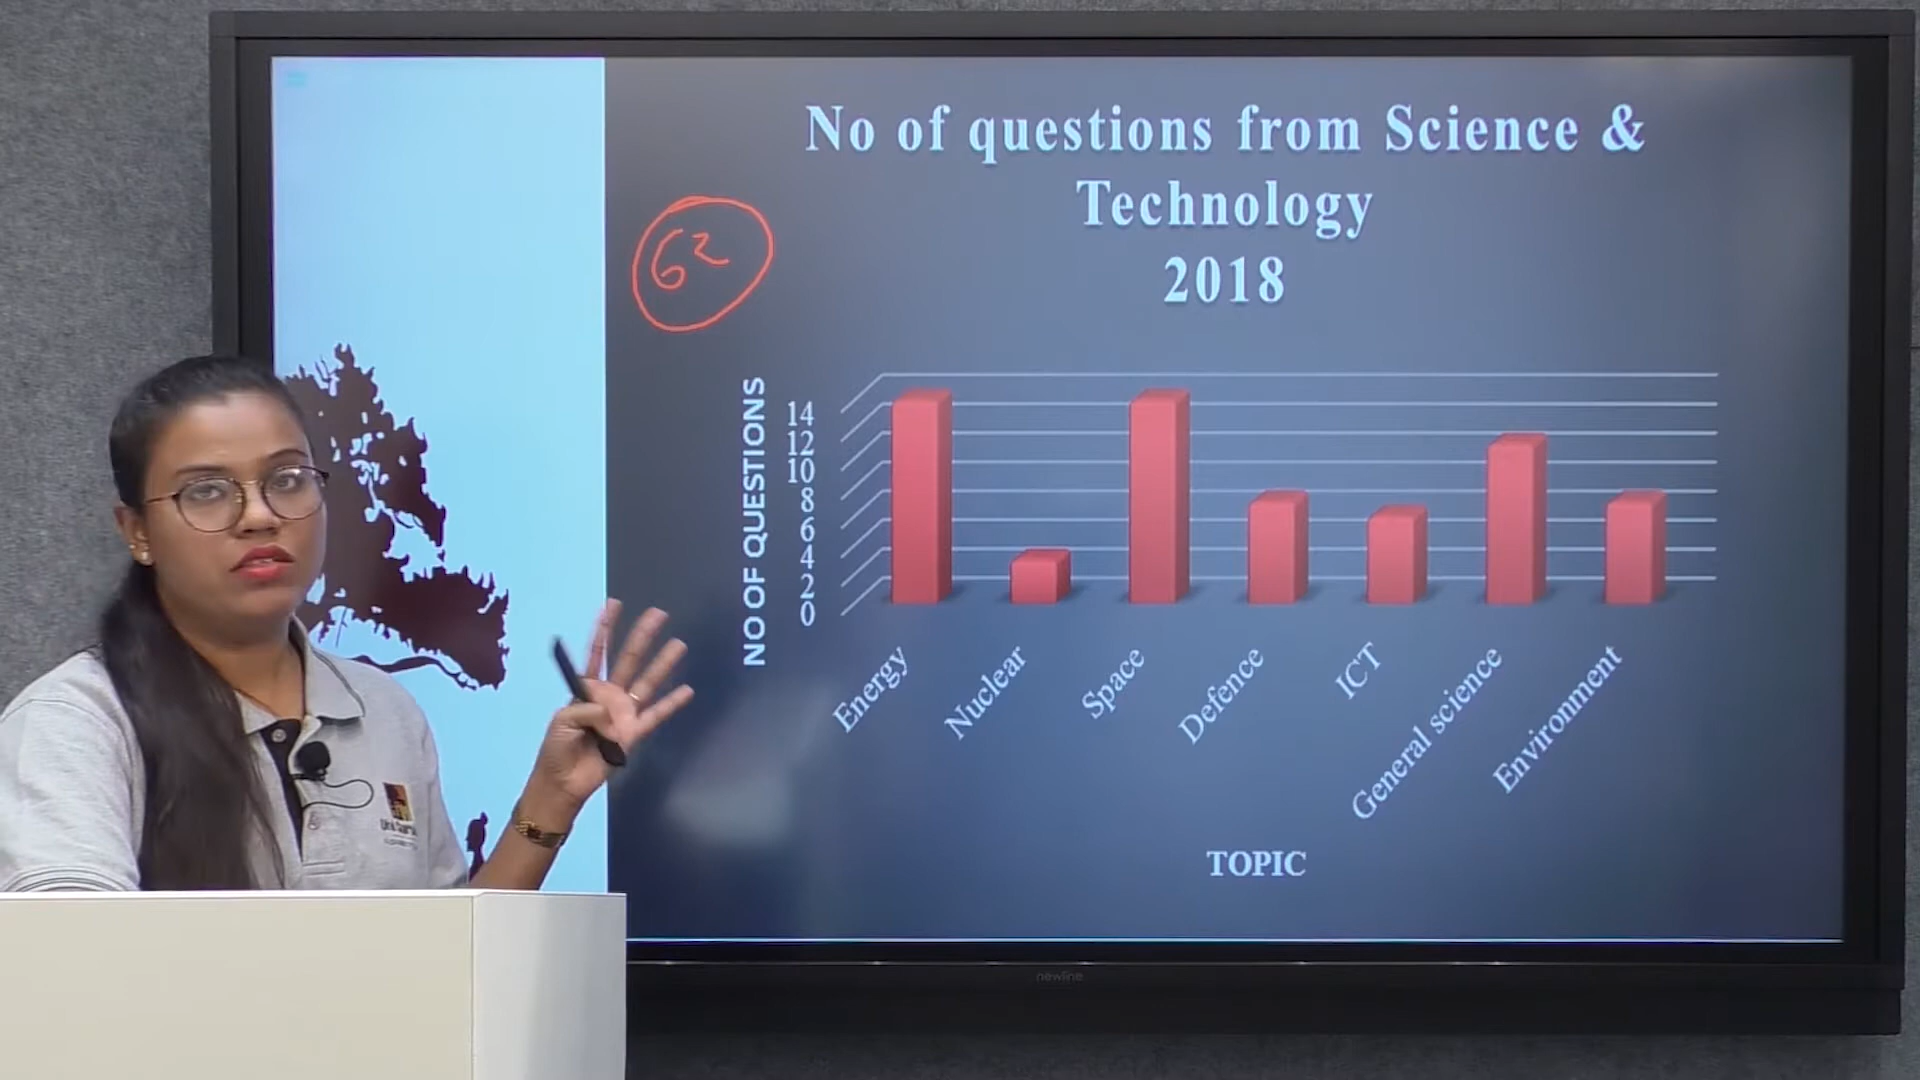 No of questions from Science &
Technology
2018
62
NO OF QUESTIONS
14
12
10
8
6
4
2
0
Energy
Nuclear
Space
Defence
ICT
General science
Environment
TOPIC
newline